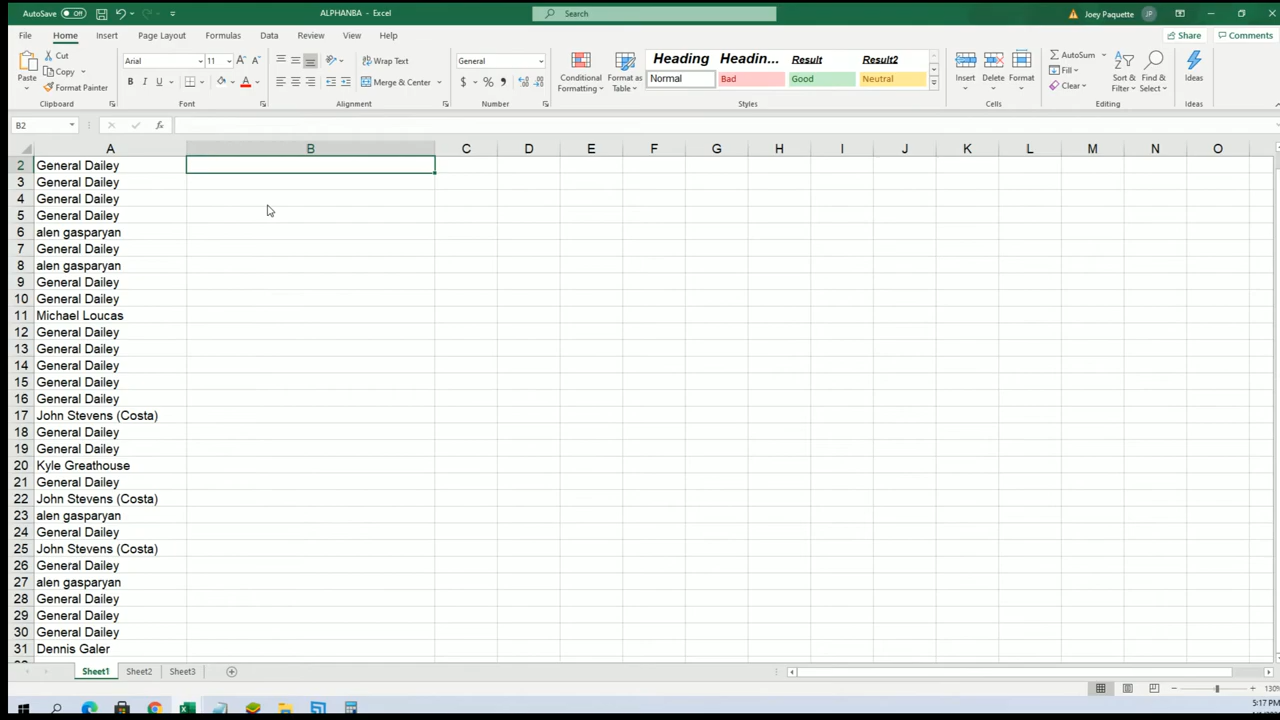 AutoSave Off ALPHANBA - Excel Search Joey Paquette JP
File Home Insert Page Layout Formulas Data Review View Help Share Comments
Paste Cut Copy Format Painter Clipboard
Arial 11 B I U A Font
Wrap Text Merge & Center Alignment
General $ % , Number
Conditional Formatting Format as Table
Heading Headin... Result Result2
Normal Bad Good Neutral
Styles
Insert Delete Format Cells
AutoSum Fill Clear Sort & Filter Find & Select Editing
Ideas Ideas
B2 fx
A B C D E F G H I J K L M N O
2 General Dailey
3 General Dailey
4 General Dailey
5 General Dailey
6 alen gasparyan
7 General Dailey
8 alen gasparyan
9 General Dailey
10 General Dailey
11 Michael Loucas
12 General Dailey
13 General Dailey
14 General Dailey
15 General Dailey
16 General Dailey
17 John Stevens (Costa)
18 General Dailey
19 General Dailey
20 Kyle Greathouse
21 General Dailey
22 John Stevens (Costa)
23 alen gasparyan
24 General Dailey
25 John Stevens (Costa)
26 General Dailey
27 alen gasparyan
28 General Dailey
29 General Dailey
30 General Dailey
31 Dennis Galer
Sheet1 Sheet2 Sheet3
130%
5:17 PM